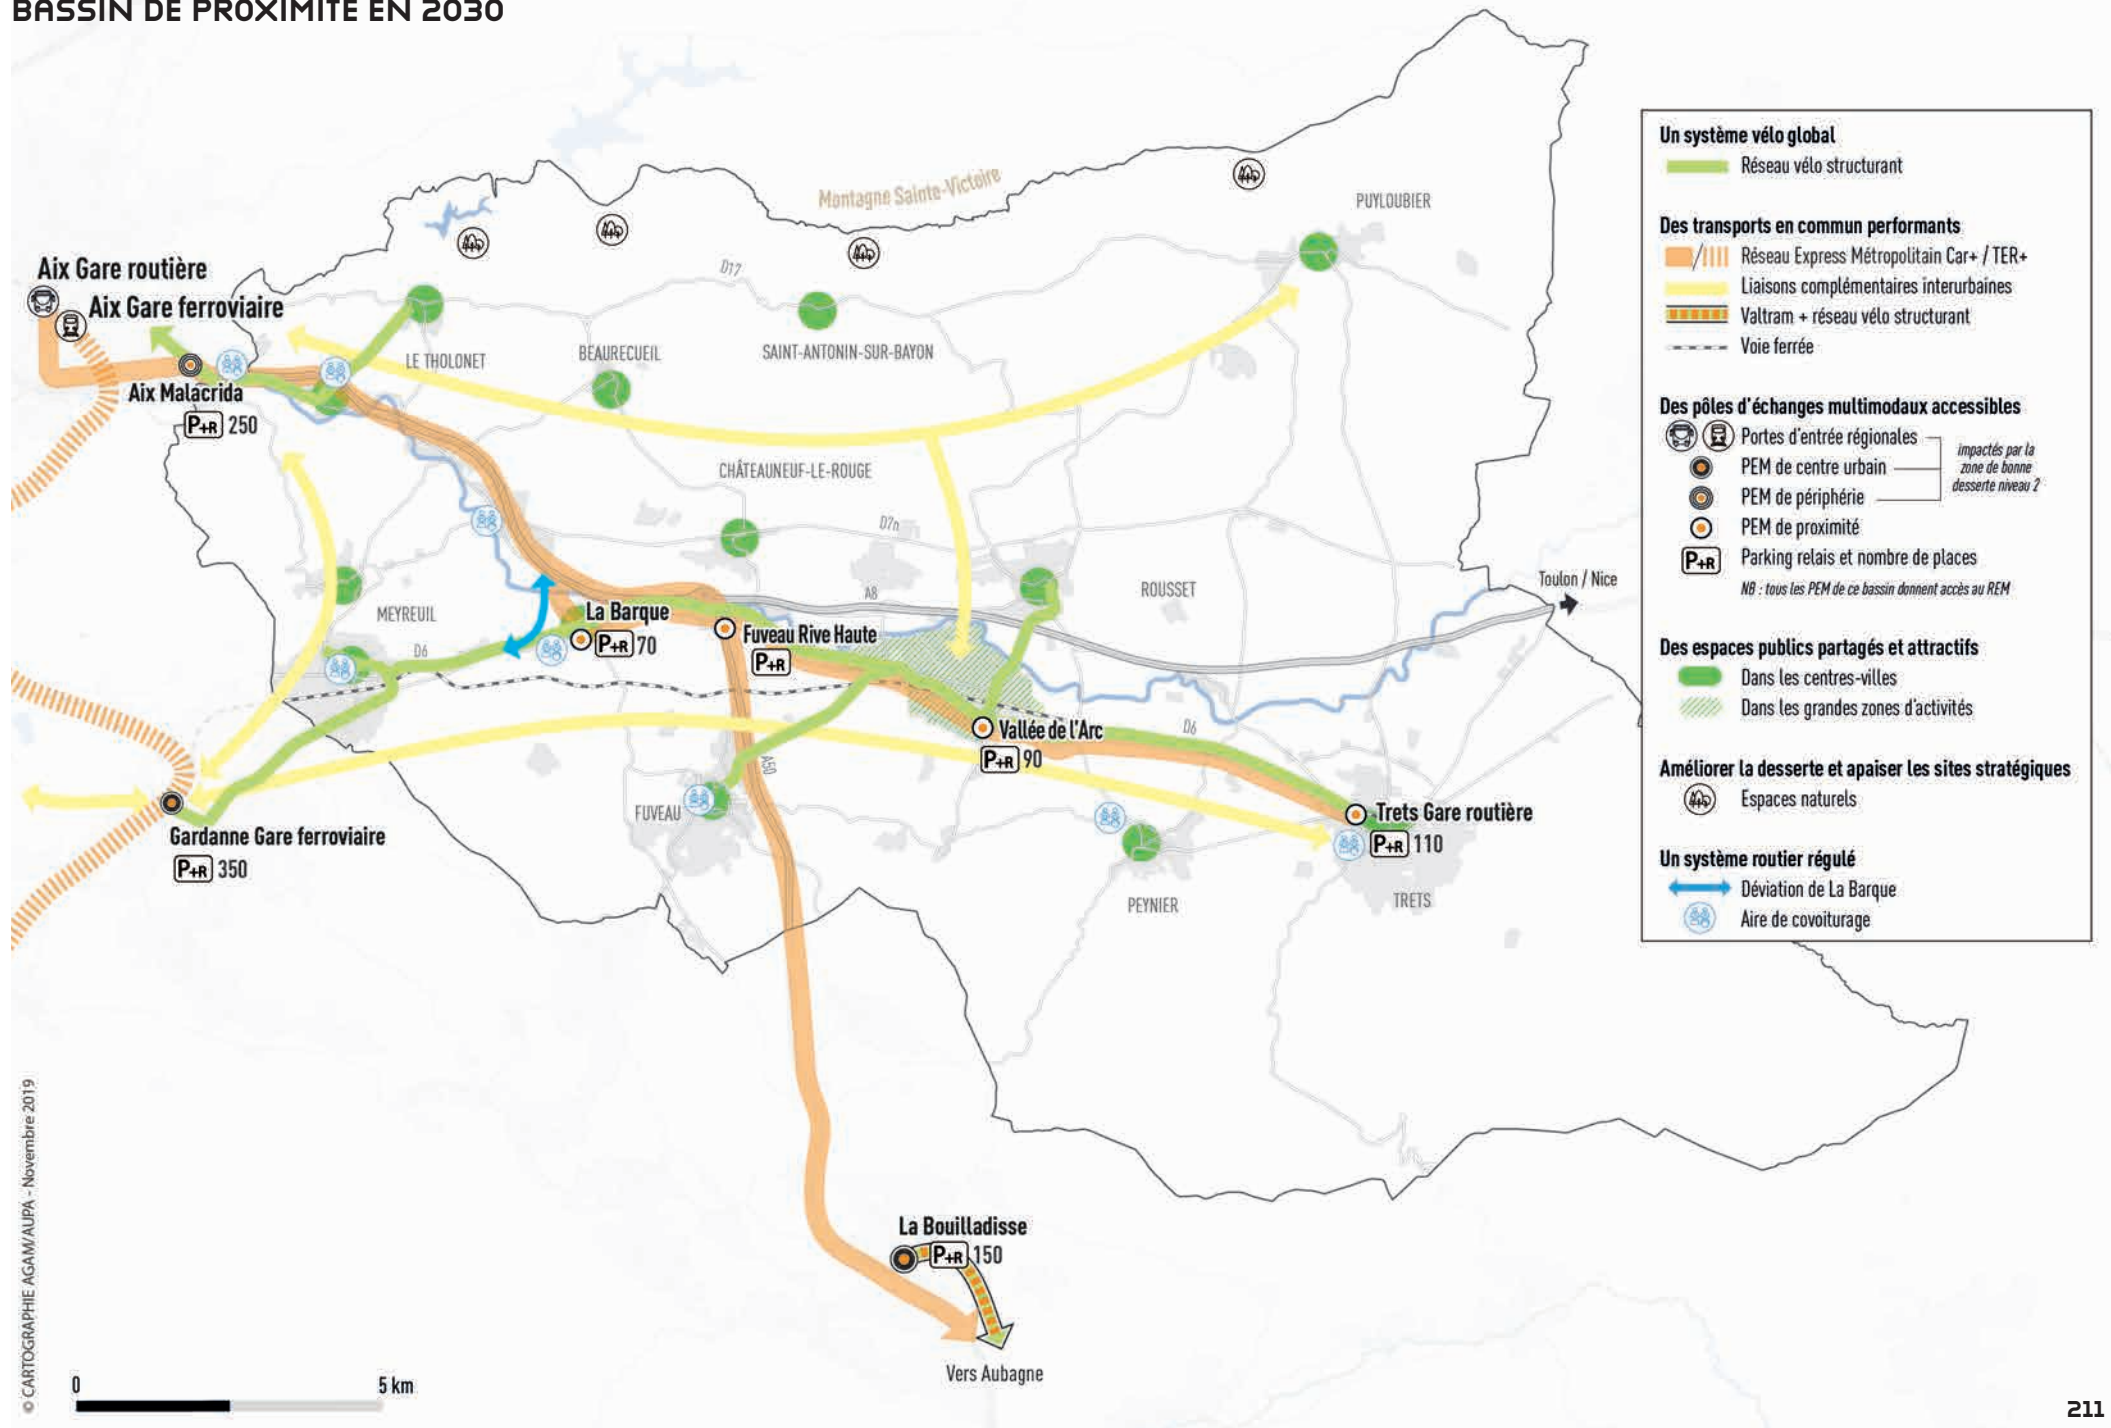 BASSIN DE PROXIMITÉ EN 2030
Montagne Sainte-Victoire
PUYLOUBIER
Aix Gare routière
Aix Gare ferroviaire
D17
LE THOLONET
BEAURECUEIL
SAINT-ANTONIN-SUR-BAYON
Aix Malacrida
P+R 250
CHÂTEAUNEUF-LE-ROUGE
D7n
A8
ROUSSET
Toulon / Nice
MEYREUIL
D6
La Barque
P+R 70
Fuveau Rive Haute
P+R
Vallée de l'Arc
P+R 90
D6
A50
FUVEAU
Gardanne Gare ferroviaire
P+R 350
Trets Gare routière
P+R 110
PEYNIER
TRETS
La Bouilladisse
P+R 150
Vers Aubagne
0 5 km
© CARTOGRAPHIE AGAM/AUPA - Novembre 2019
Un système vélo global
Réseau vélo structurant
Des transports en commun performants
Réseau Express Métropolitain Car+ / TER+
Liaisons complémentaires interurbaines
Valtram + réseau vélo structurant
Voie ferrée
Des pôles d'échanges multimodaux accessibles
Portes d'entrée régionales
PEM de centre urbain
PEM de périphérie
impactés par la
zone de bonne
desserte niveau 2
PEM de proximité
P+R Parking relais et nombre de places
NB : tous les PEM de ce bassin donnent accès au REM
Des espaces publics partagés et attractifs
Dans les centres-villes
Dans les grandes zones d'activités
Améliorer la desserte et apaiser les sites stratégiques
Espaces naturels
Un système routier régulé
Déviation de La Barque
Aire de covoiturage
211